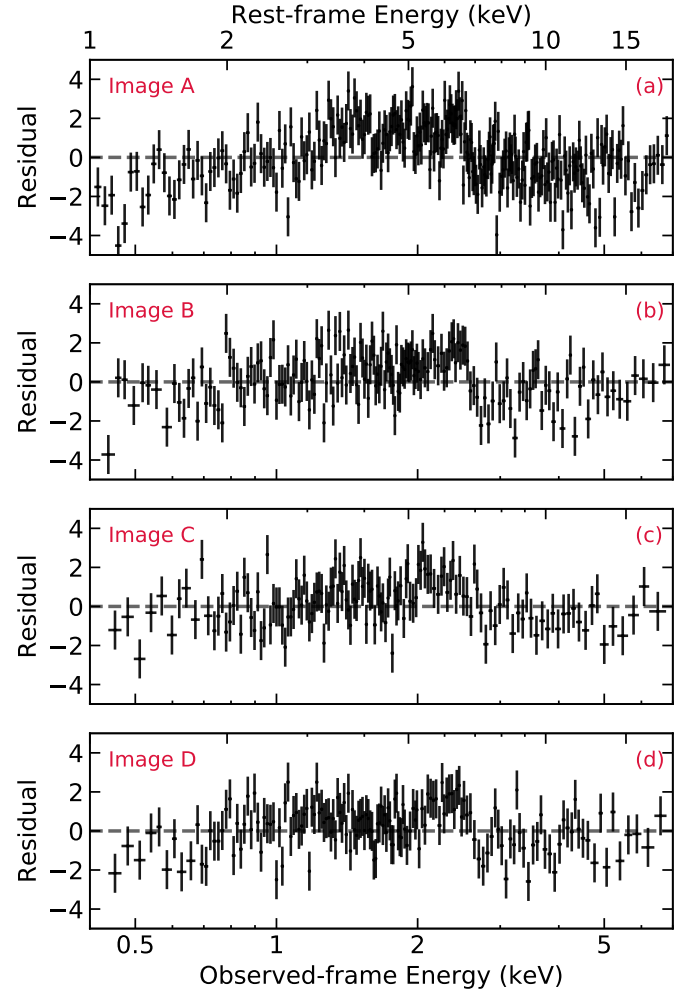 Rest-frame Energy (keV)
1 2 5 10 15
Image A (a)
4
2
0
−2
−4
Residual
Image B (b)
4
2
0
−2
−4
Residual
Image C (c)
4
2
0
−2
−4
Residual
Image D (d)
4
2
0
−2
−4
Residual
0.5 1 2 5
Observed-frame Energy (keV)